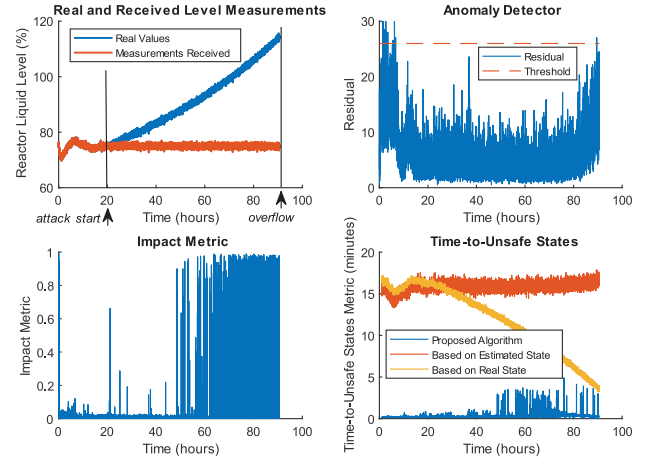 Real and Received Level Measurements
Reactor Liquid Level (%)
140
120
100
80
60
Real Values
Measurements Received
0
20
40
60
80
100
attack start
Time (hours)
overflow
Anomaly Detector
Residual
30
20
10
0
Residual
Threshold
0
20
40
60
80
100
Time (hours)
Impact Metric
Impact Metric
1
0.8
0.6
0.4
0.2
0
0
20
40
60
80
100
Time (hours)
Time-to-Unsafe States
Time-to-Unsafe States Metric (minutes)
20
15
10
5
0
Proposed Algorithm
Based on Estimated State
Based on Real State
0
20
40
60
80
100
Time (hours)